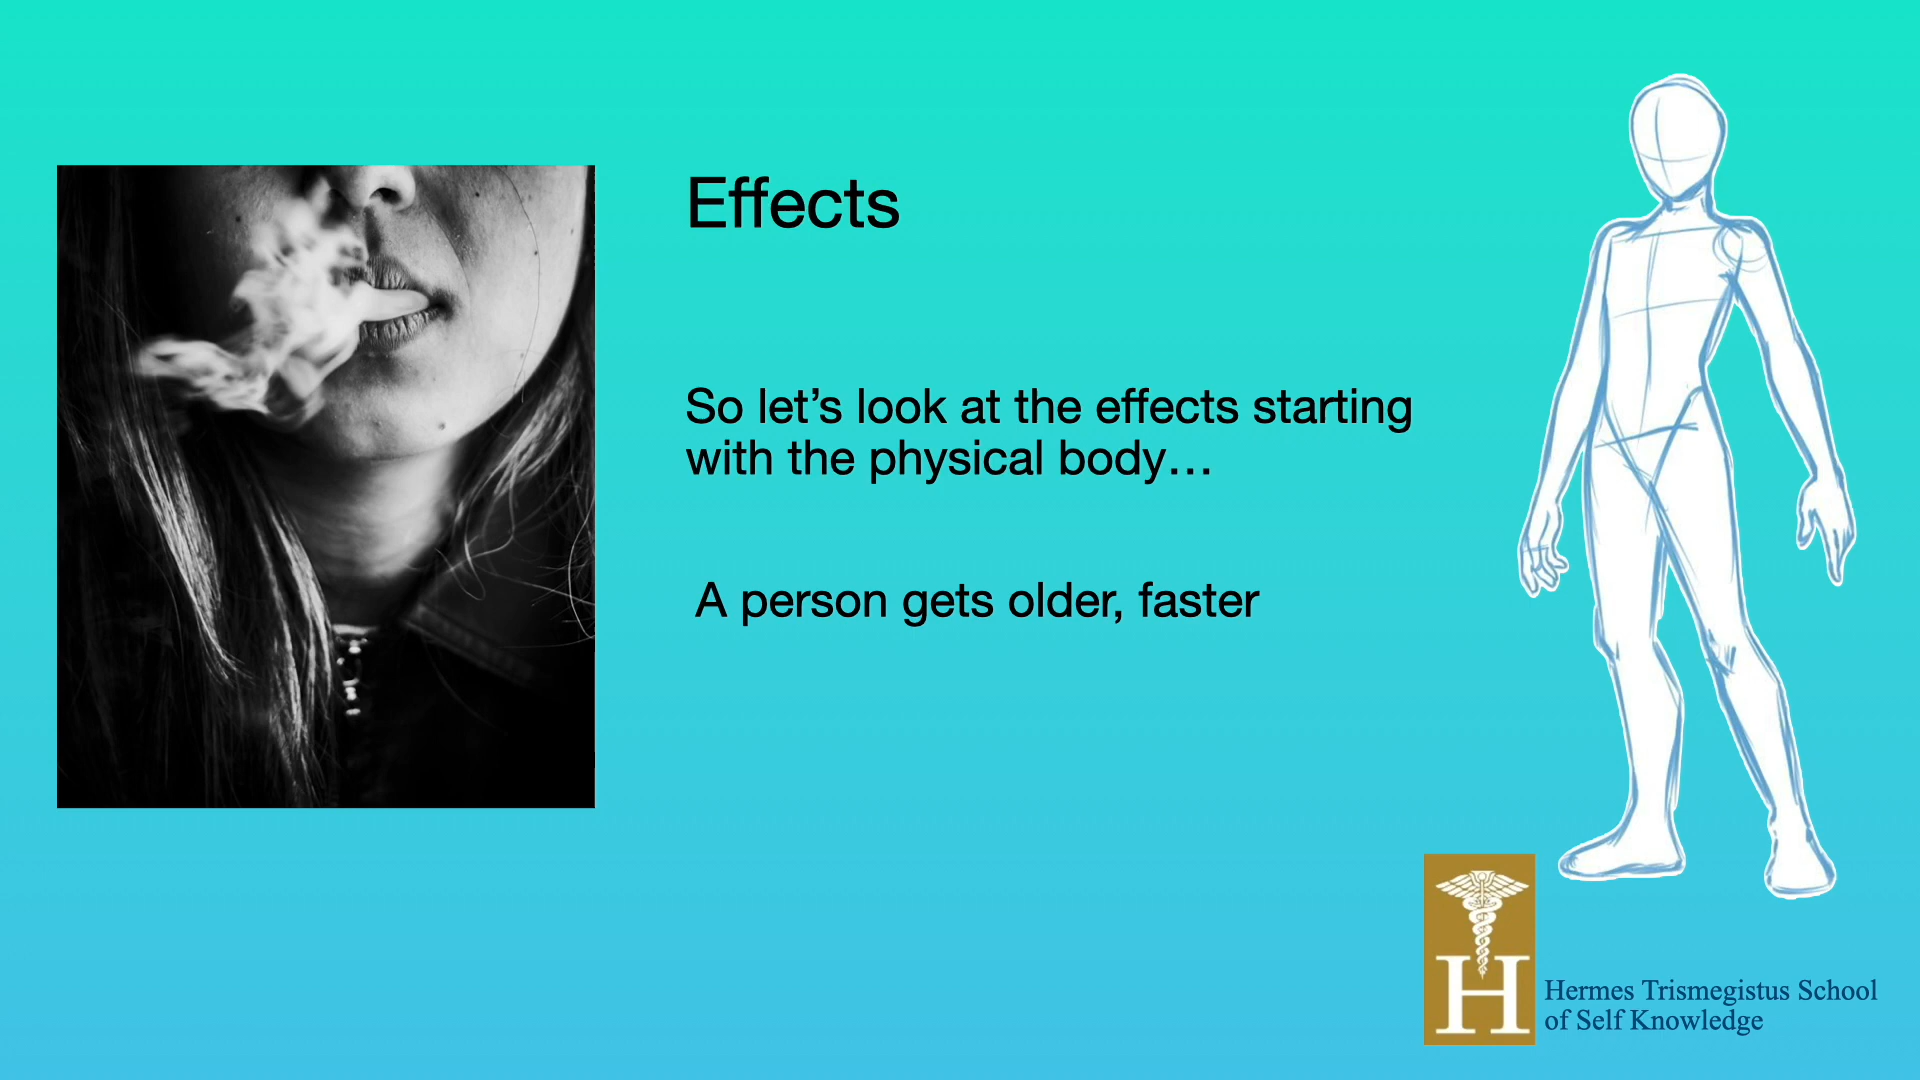 Effects
So let’s look at the effects starting
with the physical body…
A person gets older, faster
H
Hermes Trismegistus School
of Self Knowledge